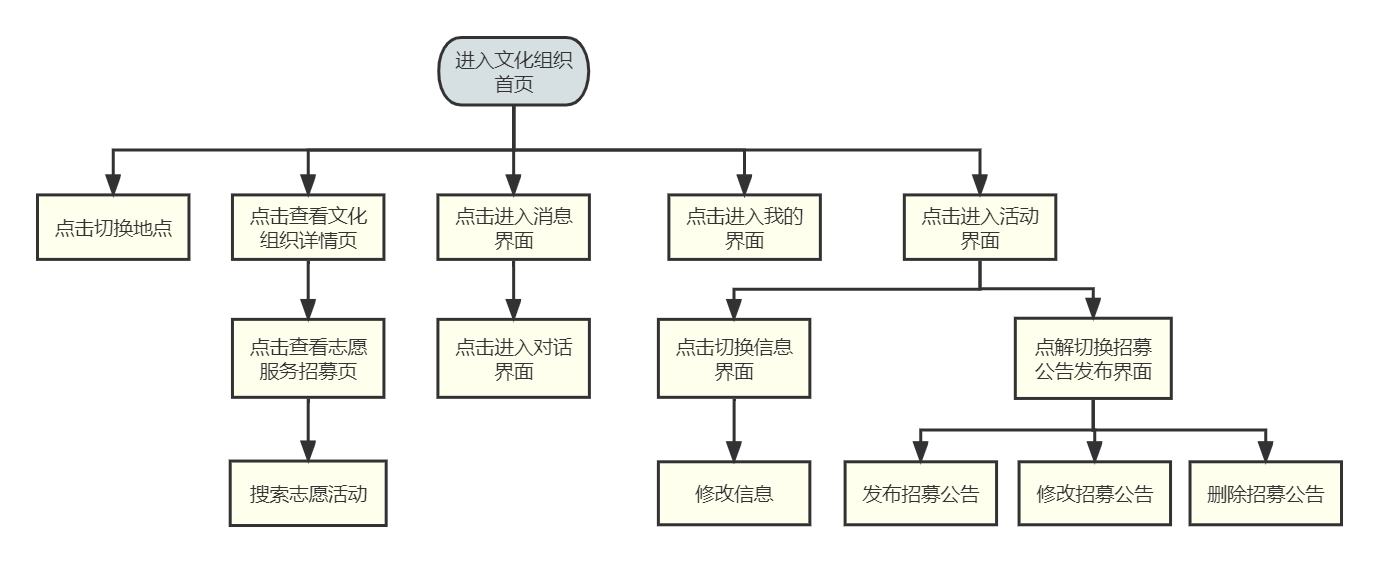 进入文化组织
首页
点击切换地点
点击查看文化
组织详情页
点击进入消息
界面
点击进入我的
界面
点击进入活动
界面
点击查看志愿
服务招募页
点击进入对话
界面
点击切换信息
界面
点解切换招募
公告发布界面
搜索志愿活动
修改信息
发布招募公告
修改招募公告
删除招募公告